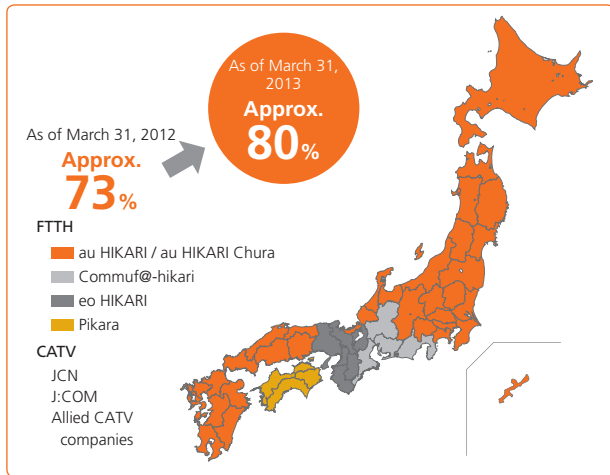 As of March 31,
2013
Approx.
80%
As of March 31, 2012
Approx.
73%
FTTH
au HIKARI / au HIKARI Chura
Commuf@-hikari
eo HIKARI
Pikara
CATV
JCN
J:COM
Allied CATV
companies